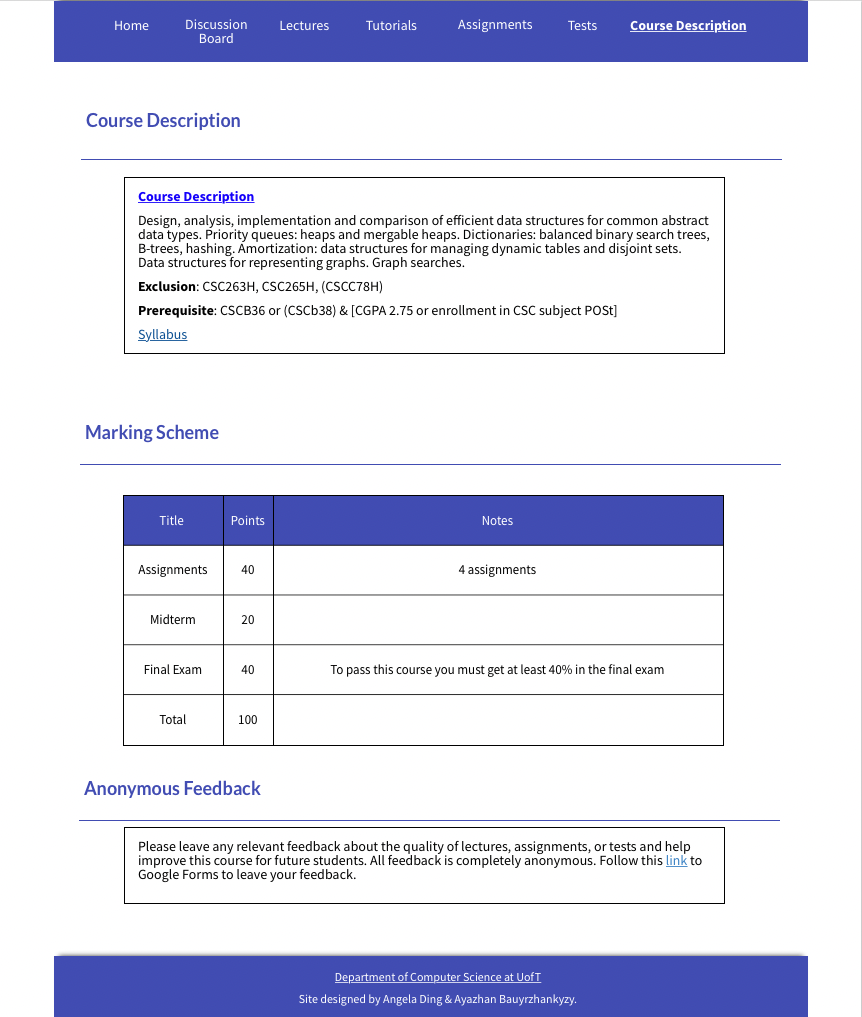 Home Discussion Board Lectures Tutorials Assignments Tests Course Description
Course Description
Course Description
Design, analysis, implementation and comparison of efficient data structures for common abstract
data types. Priority queues: heaps and mergable heaps. Dictionaries: balanced binary search trees,
B-trees, hashing. Amortization: data structures for managing dynamic tables and disjoint sets.
Data structures for representing graphs. Graph searches.
Exclusion: CSC263H, CSC265H, (CSCC78H)
Prerequisite: CSCB36 or (CSCb38) & [CGPA 2.75 or enrollment in CSC subject POSt]
Syllabus
Marking Scheme
Title Points Notes
Assignments 40 4 assignments
Midterm 20
Final Exam 40 To pass this course you must get at least 40% in the final exam
Total 100
Anonymous Feedback
Please leave any relevant feedback about the quality of lectures, assignments, or tests and help
improve this course for future students. All feedback is completely anonymous. Follow this link to
Google Forms to leave your feedback.
Department of Computer Science at UofT
Site designed by Angela Ding & Ayazhan Bauyrzhankyzy.